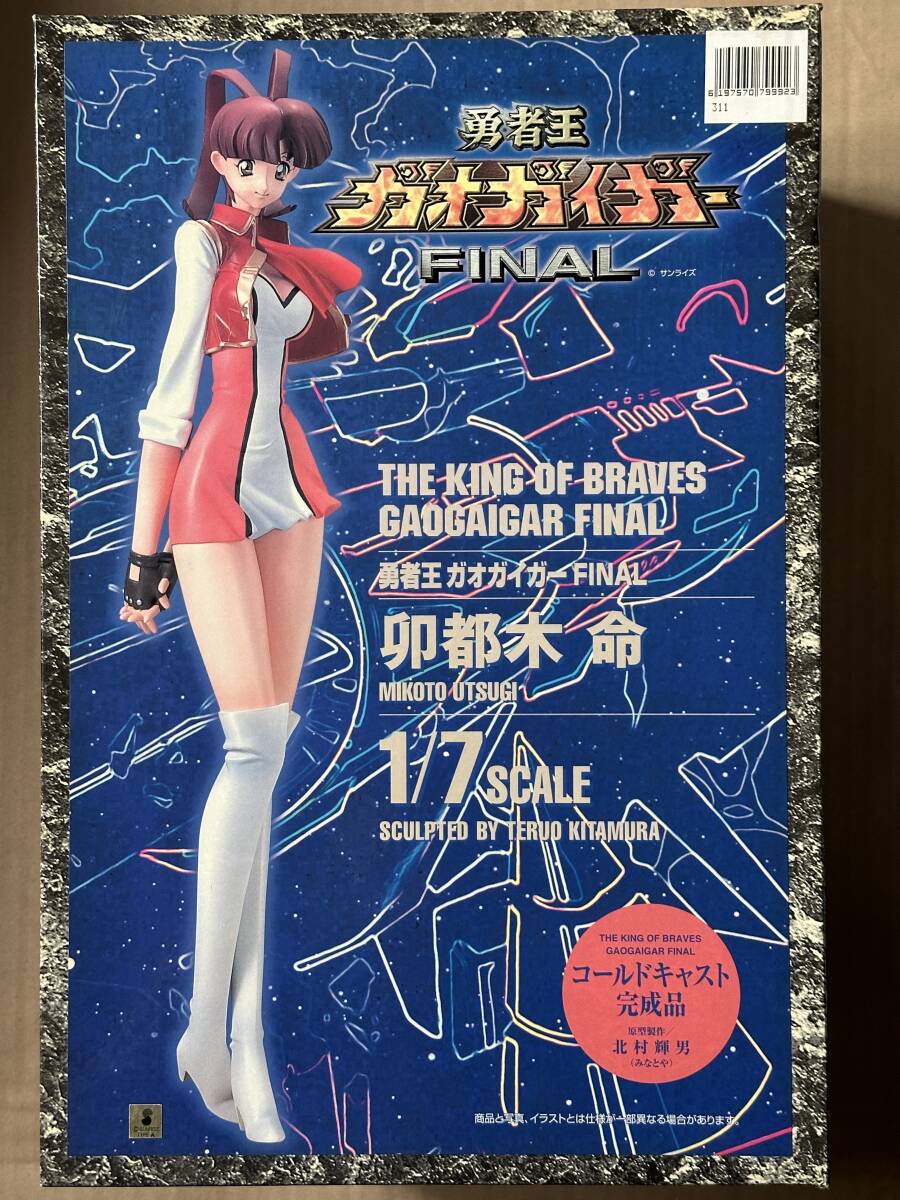 6 197570 799923
311
勇者王
ガオガイガー
FINAL
© サンライズ
THE KING OF BRAVES
GAOGAIGAR FINAL
勇者王 ガオガイガー FINAL
卯都木 命
MIKOTO UTSUGI
1/7 SCALE
SCULPTED BY TERUO KITAMURA
THE KING OF BRAVES
GAOGAIGAR FINAL
コールドキャスト
完成品
原型製作/
北村輝男
(みなとや)
商品と写真、イラストとは仕様が一部異なる場合があります。